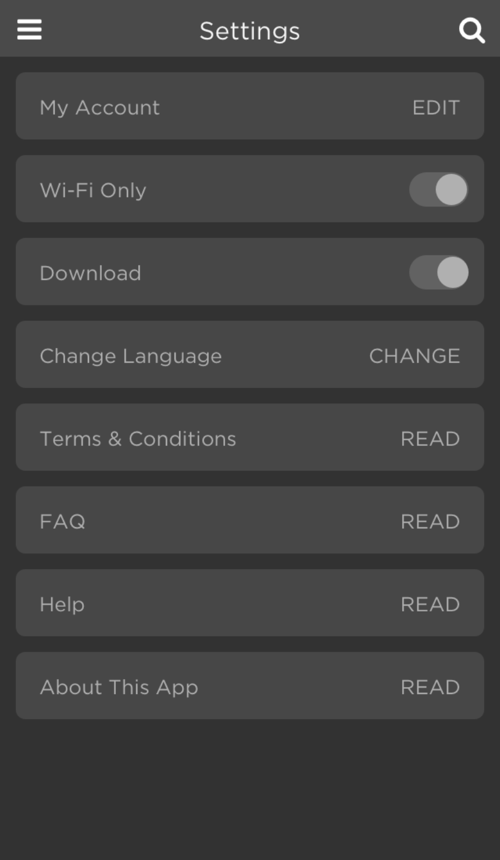 Settings
My Account EDIT
Wi-Fi Only
Download
Change Language CHANGE
Terms & Conditions READ
FAQ READ
Help READ
About This App READ